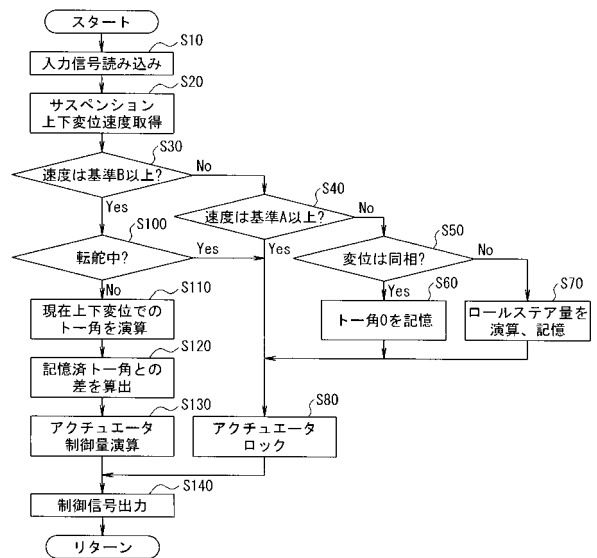 スタート
S10
入力信号読み込み
S20
サスペンション
上下変位速度取得
S30
速度は基準B以上?
No
Yes
S40
速度は基準A以上?
No
Yes
S50
変位は同相?
No
Yes
S60
トー角0を記憶
S70
ロールステア量を
演算、記憶
S100
転舵中?
Yes
No
S110
現在上下変位での
トー角を演算
S120
記憶済トー角との
差を算出
S130
アクチュエータ
制御量演算
S80
アクチュエータ
ロック
S140
制御信号出力
リターン